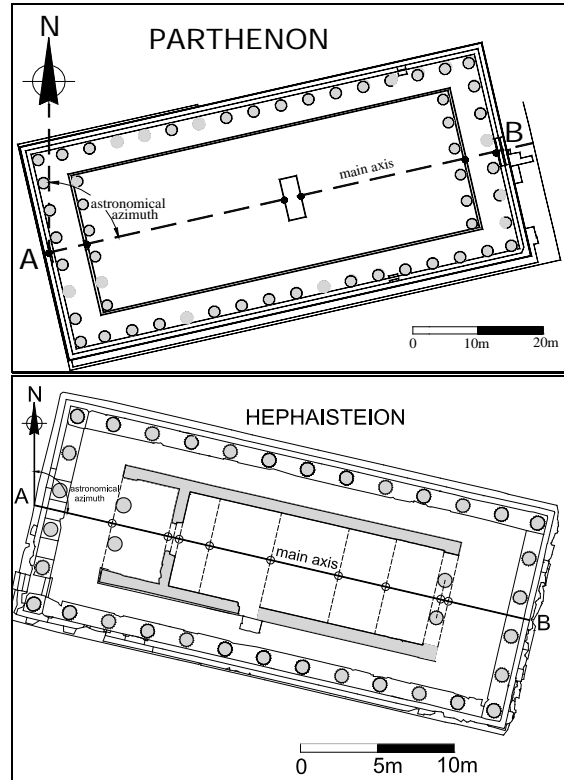 N
PARTHENON
B
main axis
astronomical
azimuth
A
0 10m 20m
N
HEPHAISTEION
A
astronomical
azimuth
main axis
B
0 5m 10m